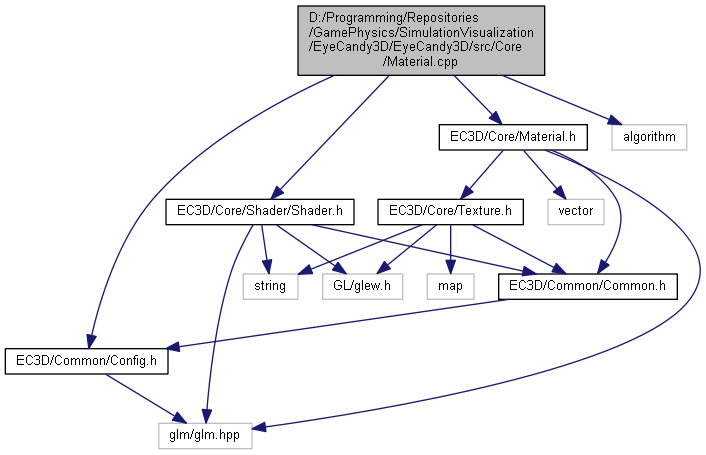 D:/Programming/Repositories
/GamePhysics/SimulationVisualization
/EyeCandy3D/EyeCandy3D/src/Core
/Material.cpp
EC3D/Core/Material.h
algorithm
EC3D/Core/Shader/Shader.h
EC3D/Core/Texture.h
vector
string
GL/glew.h
map
EC3D/Common/Common.h
EC3D/Common/Config.h
glm/glm.hpp